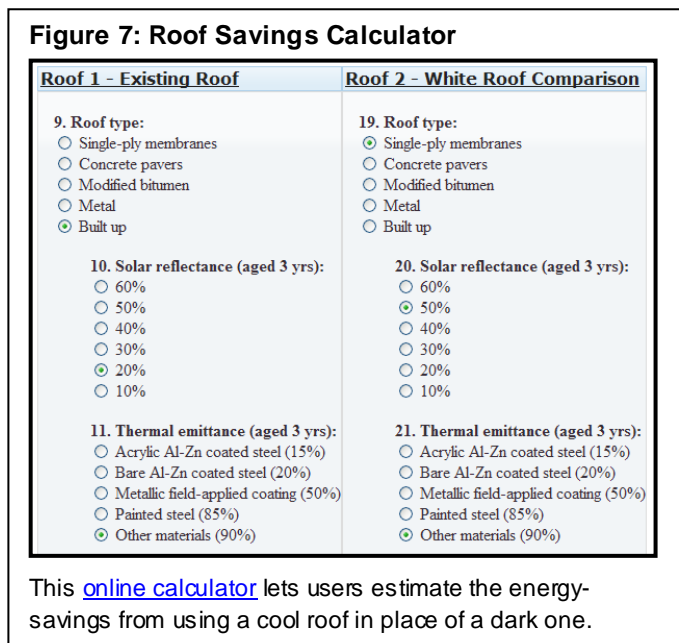 Figure 7: Roof Savings Calculator
Roof 1 - Existing Roof
9. Roof type:
Single-ply membranes
Concrete pavers
Modified bitumen
Metal
Built up
10. Solar reflectance (aged 3 yrs):
60%
50%
40%
30%
20%
10%
11. Thermal emittance (aged 3 yrs):
Acrylic Al-Zn coated steel (15%)
Bare Al-Zn coated steel (20%)
Metallic field-applied coating (50%)
Painted steel (85%)
Other materials (90%)
Roof 2 - White Roof Comparison
19. Roof type:
Single-ply membranes
Concrete pavers
Modified bitumen
Metal
Built up
20. Solar reflectance (aged 3 yrs):
60%
50%
40%
30%
20%
10%
21. Thermal emittance (aged 3 yrs):
Acrylic Al-Zn coated steel (15%)
Bare Al-Zn coated steel (20%)
Metallic field-applied coating (50%)
Painted steel (85%)
Other materials (90%)
This online calculator lets users estimate the energy-
savings from using a cool roof in place of a dark one.